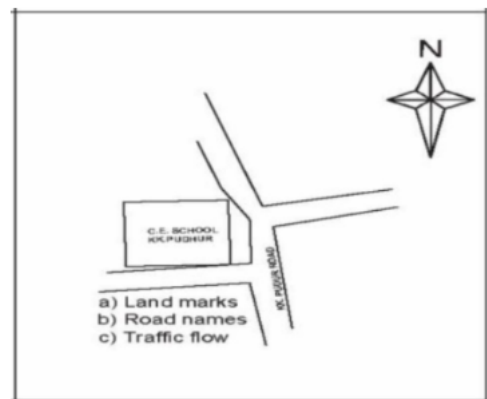 N
C.E. SCHOOL
KK.PUDHUR
KK. PUDUR ROAD
a) Land marks
b) Road names
c) Traffic flow